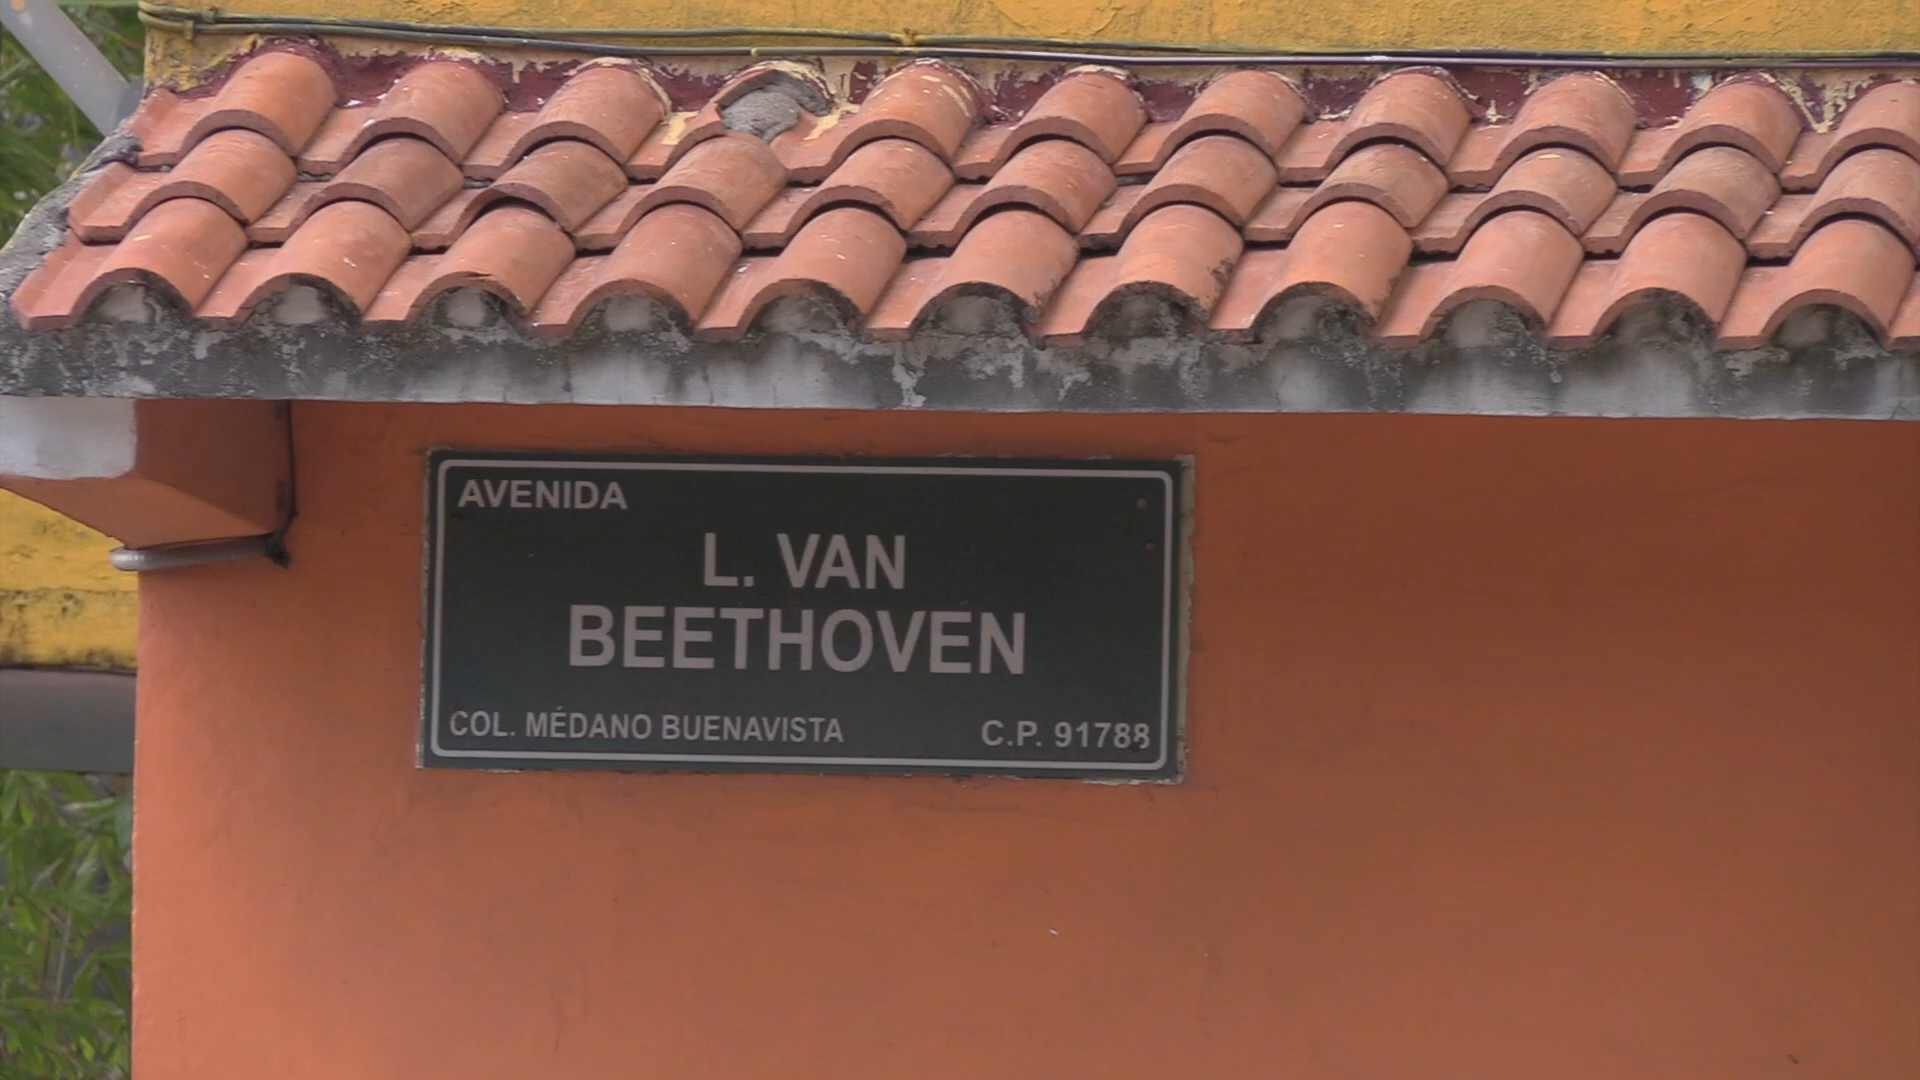 AVENIDA
L. VAN
BEETHOVEN
COL. MÉDANO BUENAVISTA
C.P. 91788